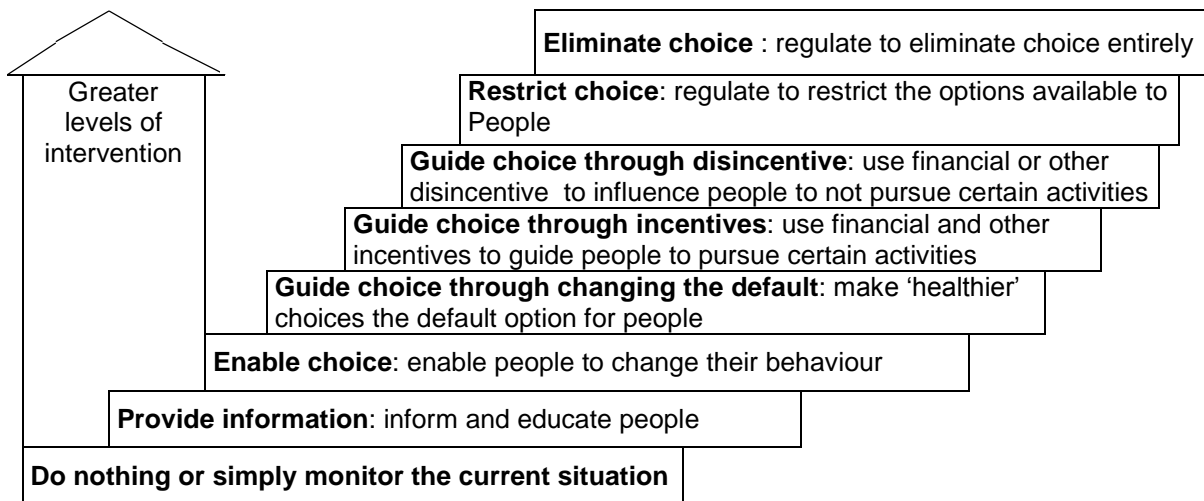 Eliminate choice : regulate to eliminate choice entirely
Greater
levels of
intervention
Restrict choice: regulate to restrict the options available to
People
Guide choice through disincentive: use financial or other
disincentive to influence people to not pursue certain activities
Guide choice through incentives: use financial and other
incentives to guide people to pursue certain activities
Guide choice through changing the default: make ‘healthier’
choices the default option for people
Enable choice: enable people to change their behaviour
Provide information: inform and educate people
Do nothing or simply monitor the current situation